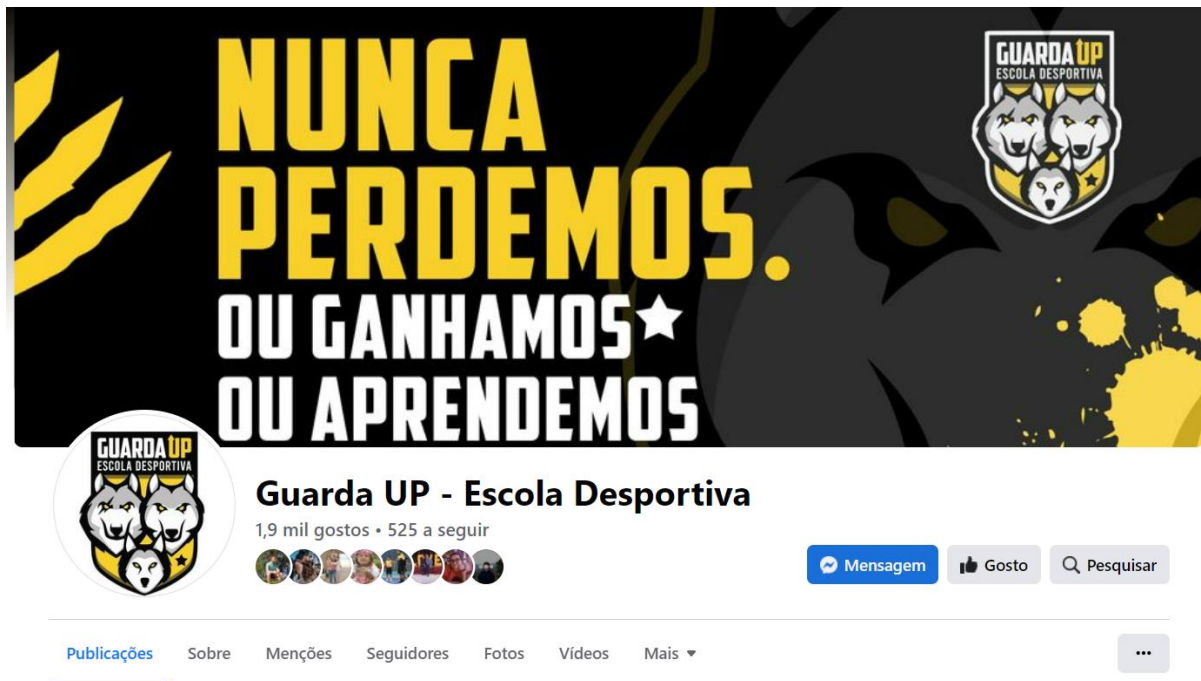 NUNCA
PERDEMOS.
OU GANHAMOS
OU APRENDEMOS
GUARDA UP
ESCOLA DESPORTIVA
GUARDA UP
ESCOLA DESPORTIVA
Guarda UP - Escola Desportiva
1,9 mil gostos • 525 a seguir
Mensagem Gosto Pesquisar
Publicações Sobre Menções Seguidores Fotos Vídeos Mais